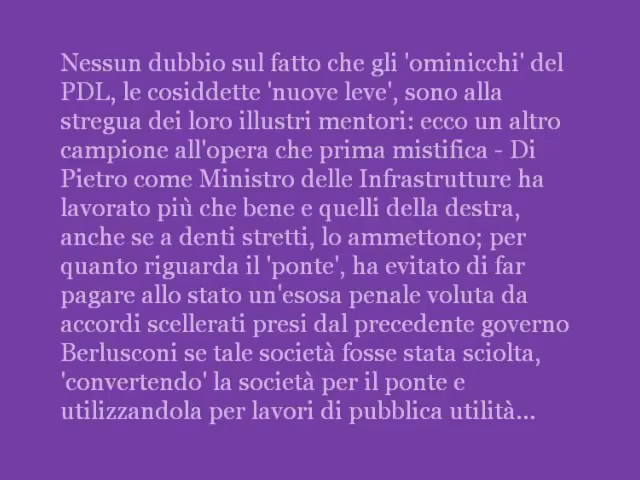 Nessun dubbio sul fatto che gli 'ominicchi' del
PDL, le cosiddette 'nuove leve', sono alla
stregua dei loro illustri mentori: ecco un altro
campione all'opera che prima mistifica - Di
Pietro come Ministro delle Infrastrutture ha
lavorato più che bene e quelli della destra,
anche se a denti stretti, lo ammettono; per
quanto riguarda il 'ponte', ha evitato di far
pagare allo stato un'esosa penale voluta da
accordi scellerati presi dal precedente governo
Berlusconi se tale società fosse stata sciolta,
'convertendo' la società per il ponte e
utilizzandola per lavori di pubblica utilità...